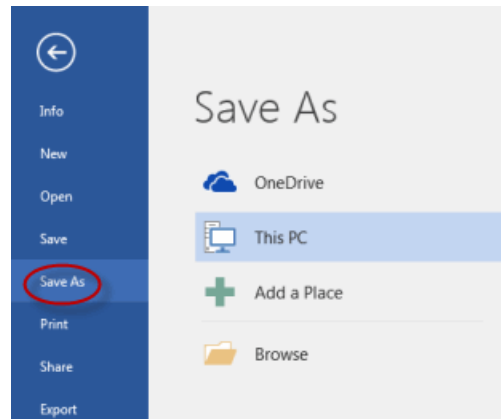 Info
New
Open
Save
Save As
Print
Share
Export
Save As
OneDrive
This PC
Add a Place
Browse